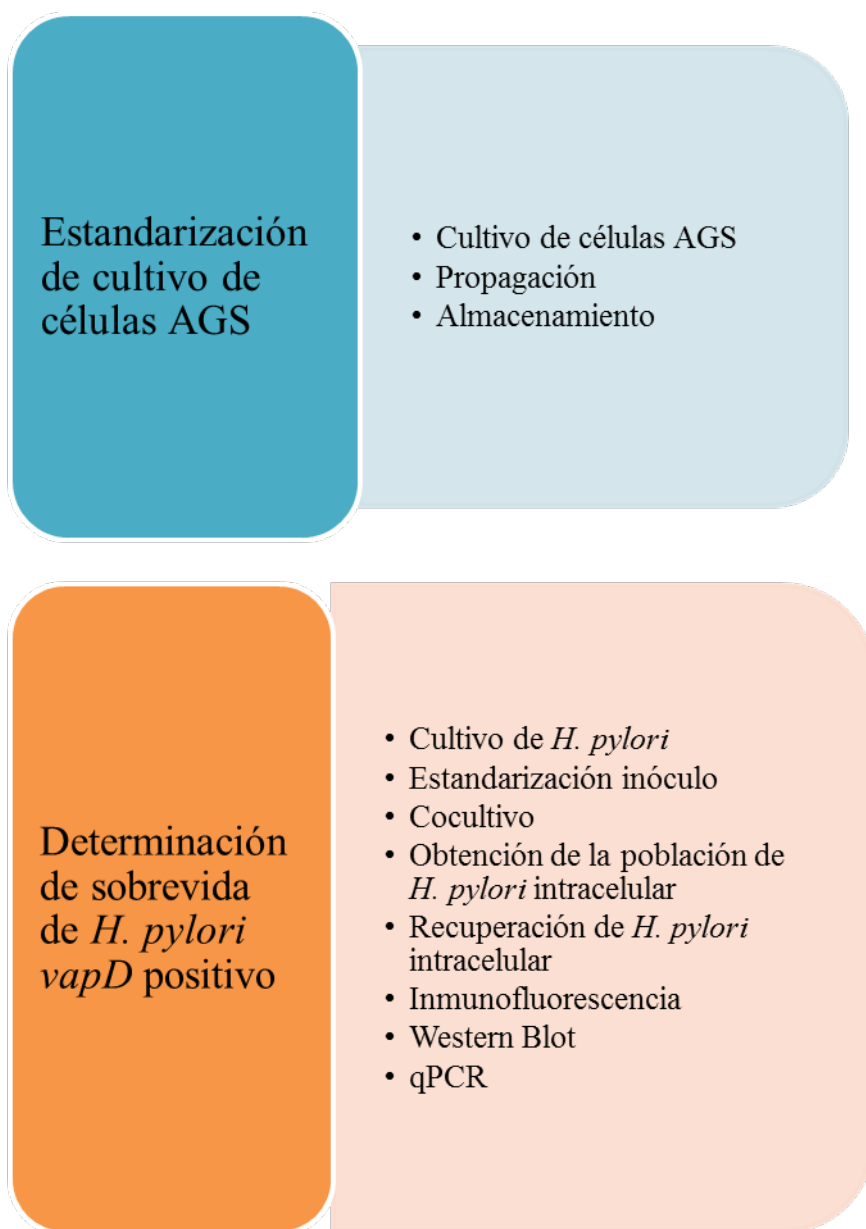 Estandarización
de cultivo de
células AGS
• Cultivo de células AGS
• Propagación
• Almacenamiento
Determinación
de sobrevida
de H. pylori
vapD positivo
• Cultivo de H. pylori
• Estandarización inóculo
• Cocultivo
• Obtención de la población de
H. pylori intracelular
• Recuperación de H. pylori
intracelular
• Inmunofluorescencia
• Western Blot
• qPCR